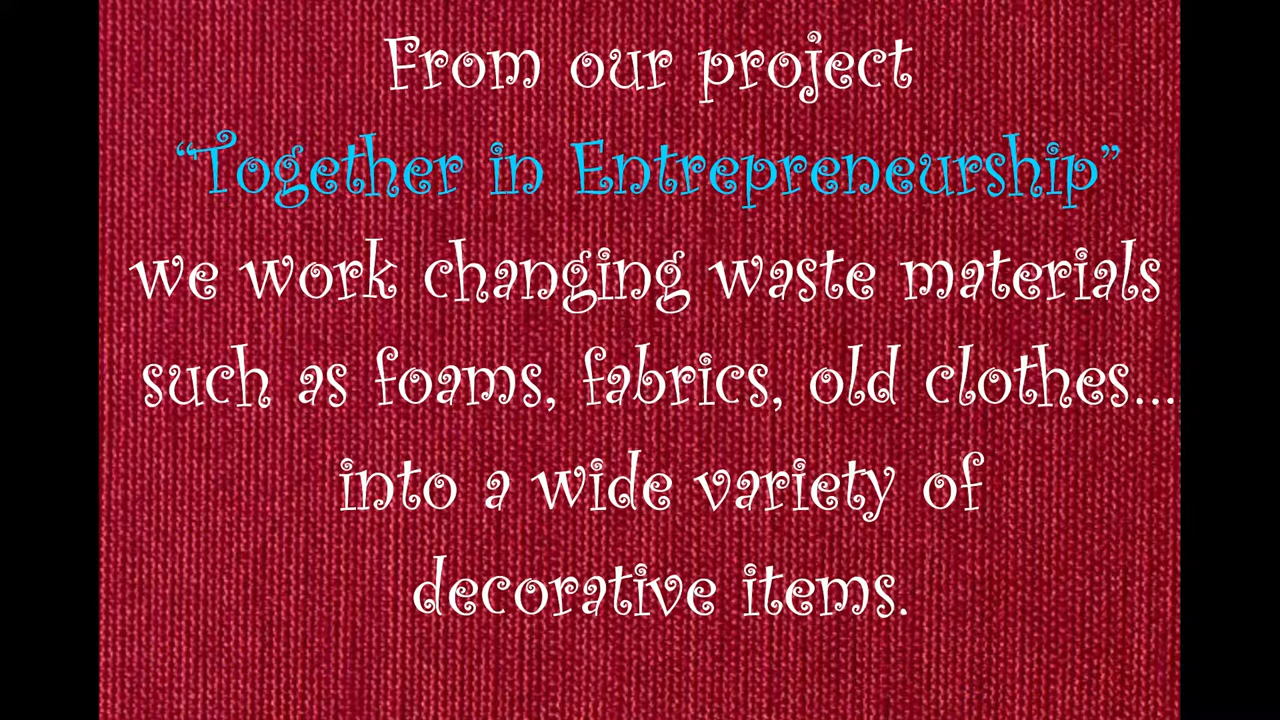 From our project
“Together in Entrepreneurship”
we work changing waste materials
such as foams, fabrics, old clothes...
into a wide variety of
decorative items.